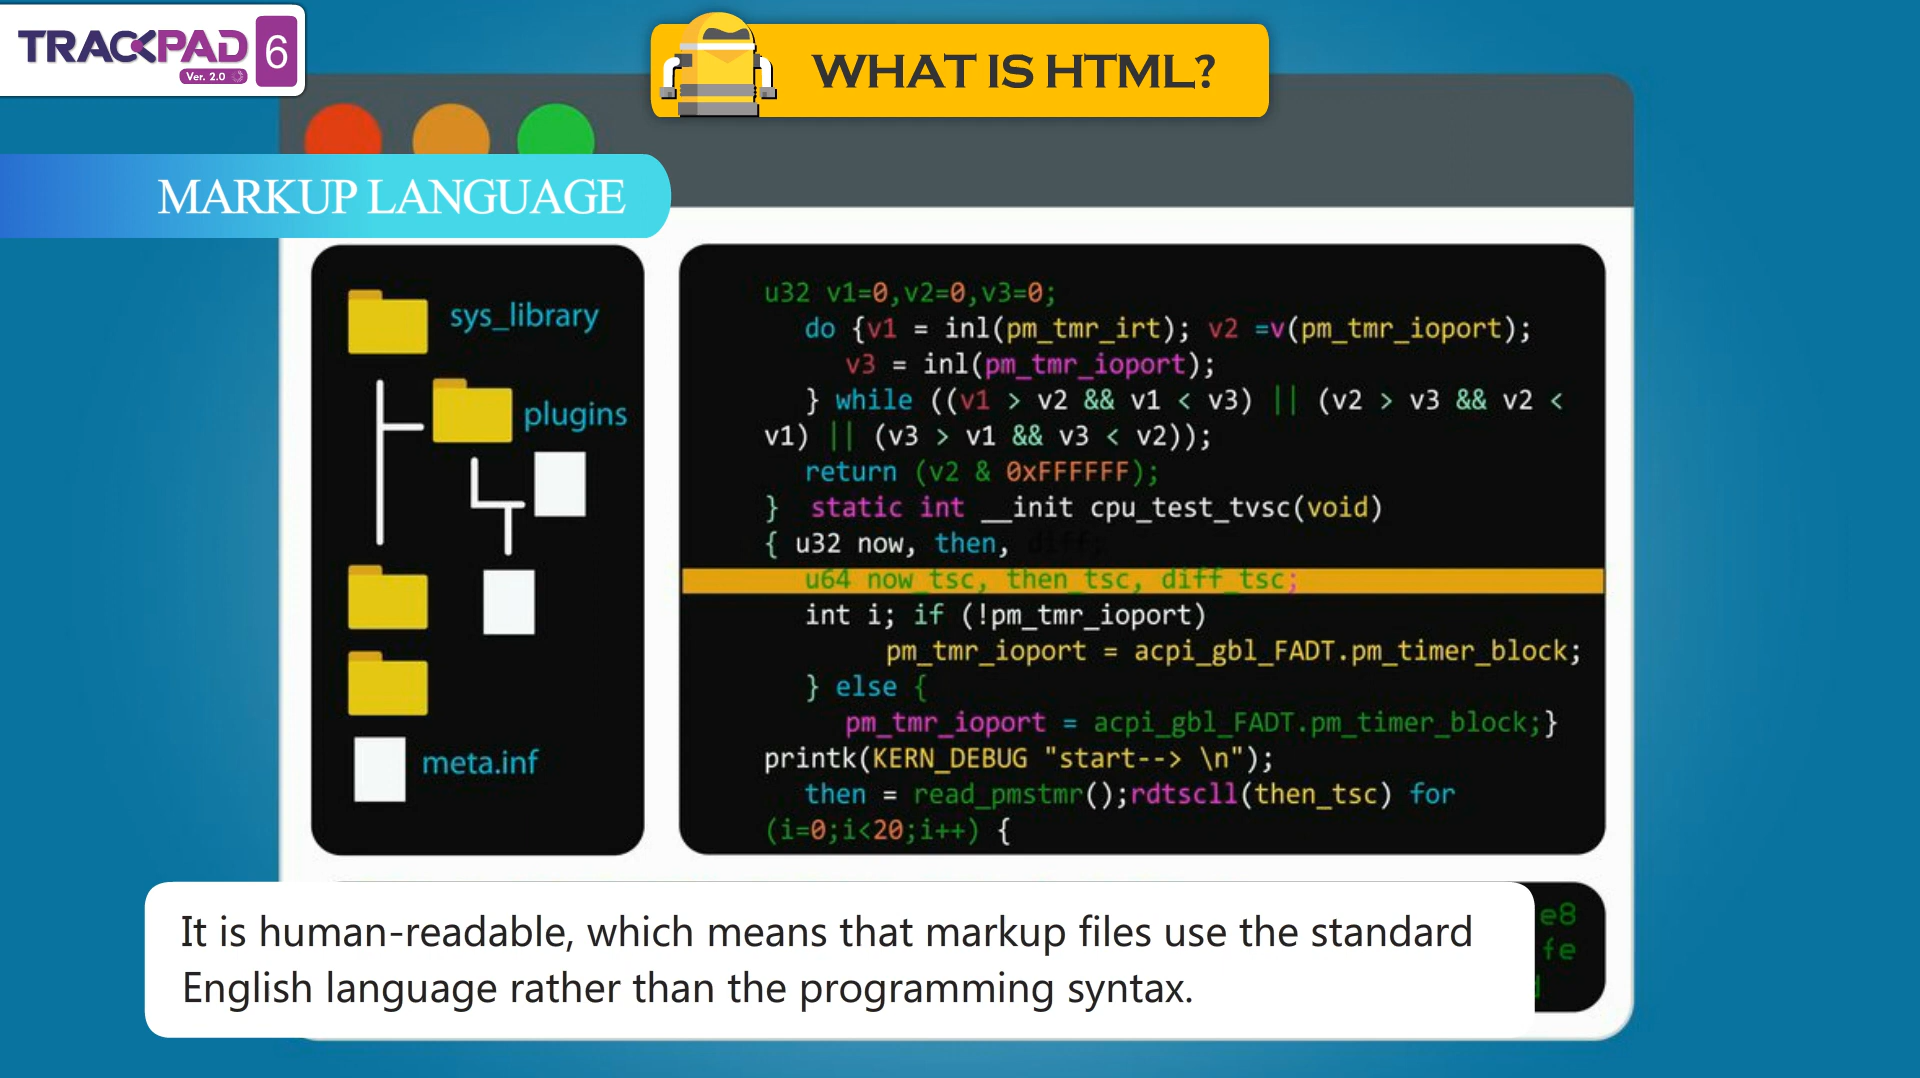 TRACKPAD
Ver. 2.0
6
WHAT IS HTML?
MARKUP LANGUAGE
sys_library
plugins
meta.inf
u32 v1=0,v2=0,v3=0;
do {v1 = inl(pm_tmr_irt); v2 =v(pm_tmr_ioport);
v3 = inl(pm_tmr_ioport);
} while ((v1 > v2 && v1 < v3) || (v2 > v3 && v2 <
v1) || (v3 > v1 && v3 < v2));
return (v2 & 0xFFFFFF);
} static int __init cpu_test_tvsc(void)
{ u32 now, then, diff;
u64 now_tsc, then_tsc, diff_tsc;
int i; if (!pm_tmr_ioport)
pm_tmr_ioport = acpi_gbl_FADT.pm_timer_block;
} else {
pm_tmr_ioport = acpi_gbl_FADT.pm_timer_block;}
printk(KERN_DEBUG "start--> \n");
then = read_pmstmr();rdtscll(then_tsc) for
(i=0;i<20;i++) {
e8
fe
It is human-readable, which means that markup files use the standard
English language rather than the programming syntax.